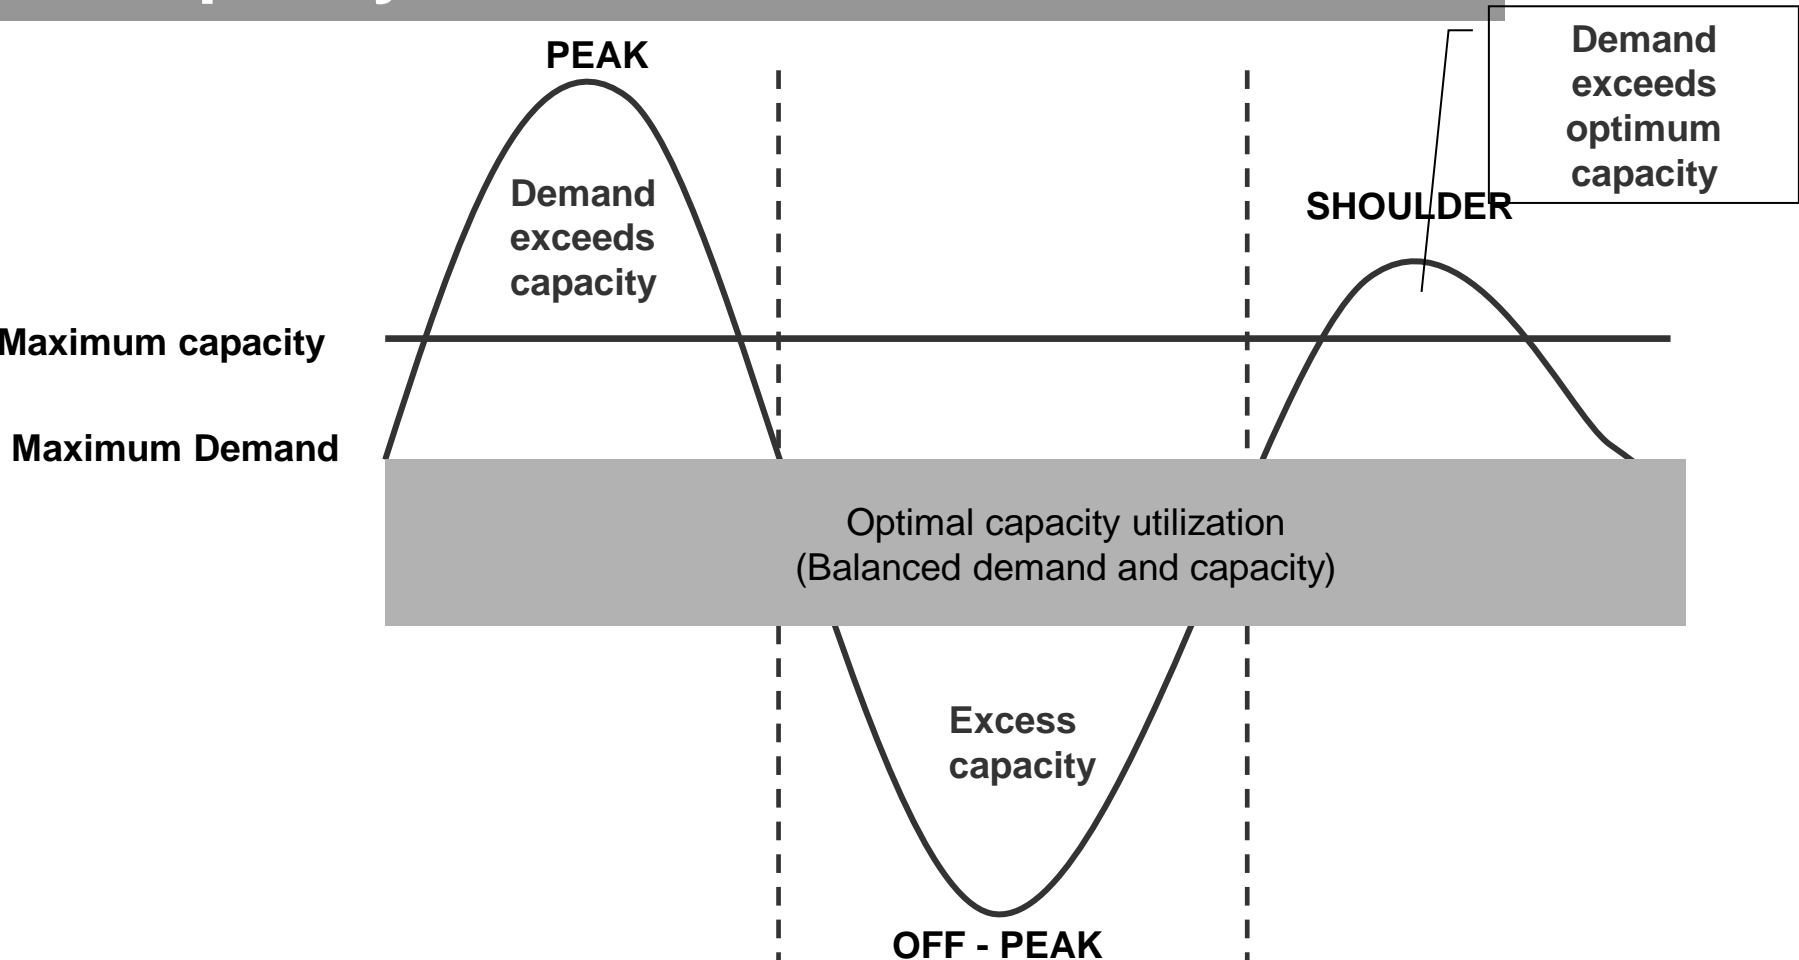 PEAK
Demand
exceeds
optimum
capacity
Demand
exceeds
capacity
SHOULDER
Maximum capacity
Maximum Demand
Optimal capacity utilization
(Balanced demand and capacity)
Excess
capacity
OFF - PEAK